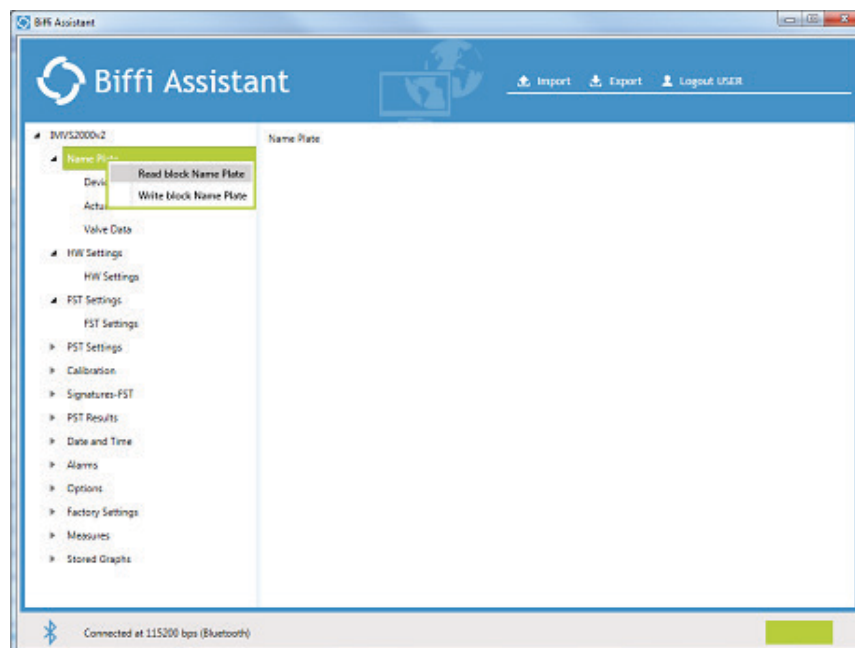 Biffi Assistant
Biffi Assistant
Import Export Logout USER
IMVS2000v2
Name Plate
Name Plate
Read block Name Plate
Write block Name Plate
Valve Data
HW Settings
HW Settings
FST Settings
FST Settings
PST Settings
Calibration
Signatures-FST
PST Results
Date and Time
Alarms
Options
Factory Settings
Measures
Stored Graphs
Connected at 115200 bps (Bluetooth)